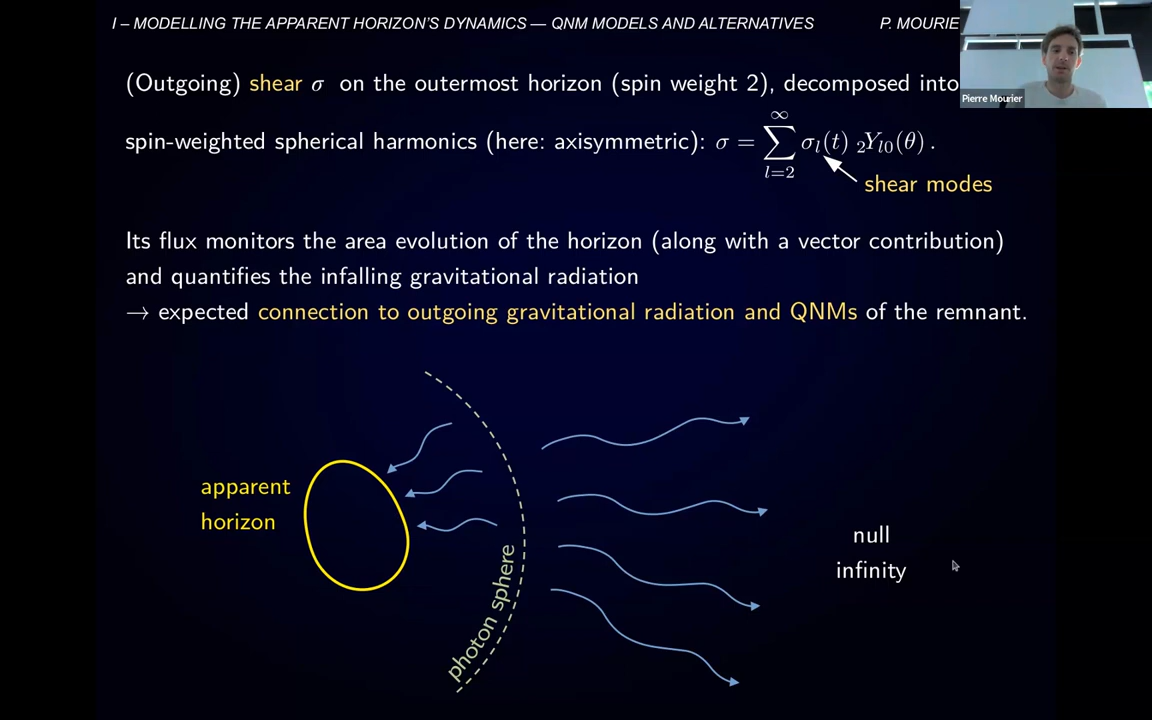 I – MODELLING THE APPARENT HORIZON'S DYNAMICS — QNM MODELS AND ALTERNATIVES P. MOURIE
(Outgoing) shear σ on the outermost horizon (spin weight 2), decomposed into
Pierre Mourier
spin-weighted spherical harmonics (here: axisymmetric): σ = ∑_{l=2}^{∞} σ_l(t) ₂Y_{l0}(θ) .
shear modes
Its flux monitors the area evolution of the horizon (along with a vector contribution)
and quantifies the infalling gravitational radiation
→ expected connection to outgoing gravitational radiation and QNMs of the remnant.
apparent
horizon
photon sphere
null
infinity